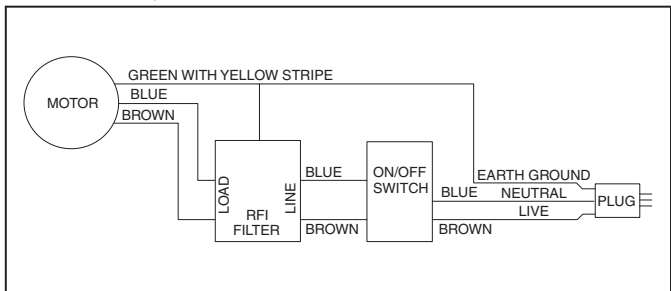 GREEN WITH YELLOW STRIPE
MOTOR
BLUE
BROWN
LOAD
LINE
RFI
FILTER
BLUE
BROWN
ON/OFF
SWITCH
EARTH GROUND
BLUE NEUTRAL
LIVE
BROWN
PLUG